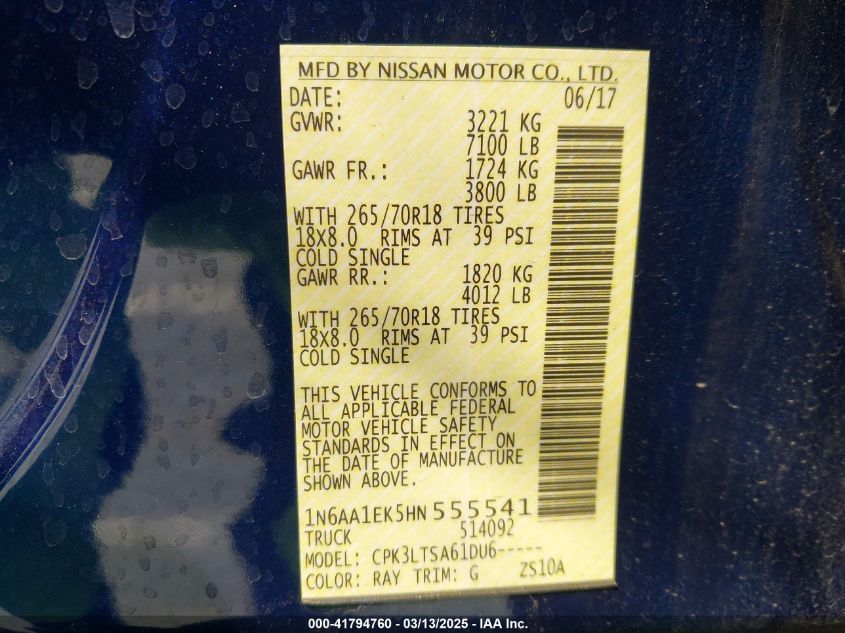 MFD BY NISSAN MOTOR CO., LTD.
DATE: 06/17
GVWR: 3221 KG
7100 LB
GAWR FR.: 1724 KG
3800 LB
WITH 265/70R18 TIRES
18X8.0 RIMS AT 39 PSI
COLD SINGLE
GAWR RR.: 1820 KG
4012 LB
WITH 265/70R18 TIRES
18X8.0 RIMS AT 39 PSI
COLD SINGLE
THIS VEHICLE CONFORMS TO
ALL APPLICABLE FEDERAL
MOTOR VEHICLE SAFETY
STANDARDS IN EFFECT ON
THE DATE OF MANUFACTURE
SHOWN ABOVE.
1N6AA1EK5HN 555541
TRUCK 514092
MODEL: CPK3LTSA61DU6-----
COLOR: RAY TRIM: G ZS10A
000-41794760 - 03/13/2025 - IAA Inc.